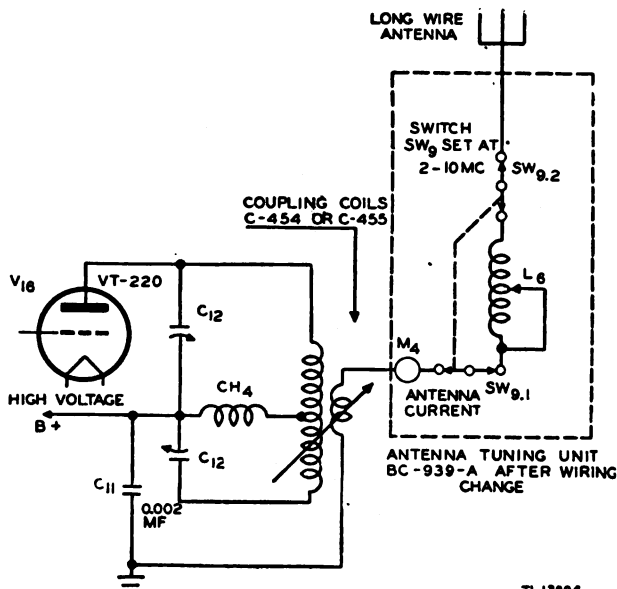 LONG WIRE
ANTENNA
SWITCH
SW9 SET AT
2-10MC
SW9.2
COUPLING COILS
C-454 OR C-455
L6
V16
VT-220
C12
M4
CH4
ANTENNA
CURRENT
SW9.1
HIGH VOLTAGE
B+
C12
C11
0.002
MF
ANTENNA TUNING UNIT
BC-939-A AFTER WIRING
CHANGE